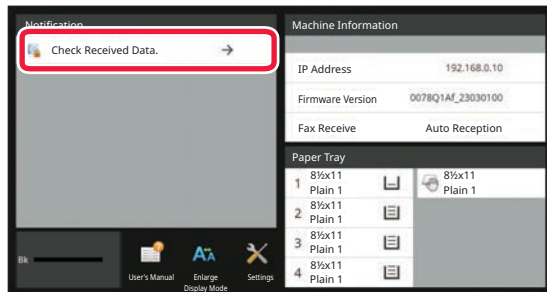 Notification
Check Received Data.
Bk
User's Manual
Enlarge
Display Mode
Settings
Machine Information
IP Address 192.168.0.10
Firmware Version 0078Q1Af_23030100
Fax Receive Auto Reception
Paper Tray
1 8½x11
Plain 1
2 8½x11
Plain 1
3 8½x11
Plain 1
4 8½x11
Plain 1
8½x11
Plain 1